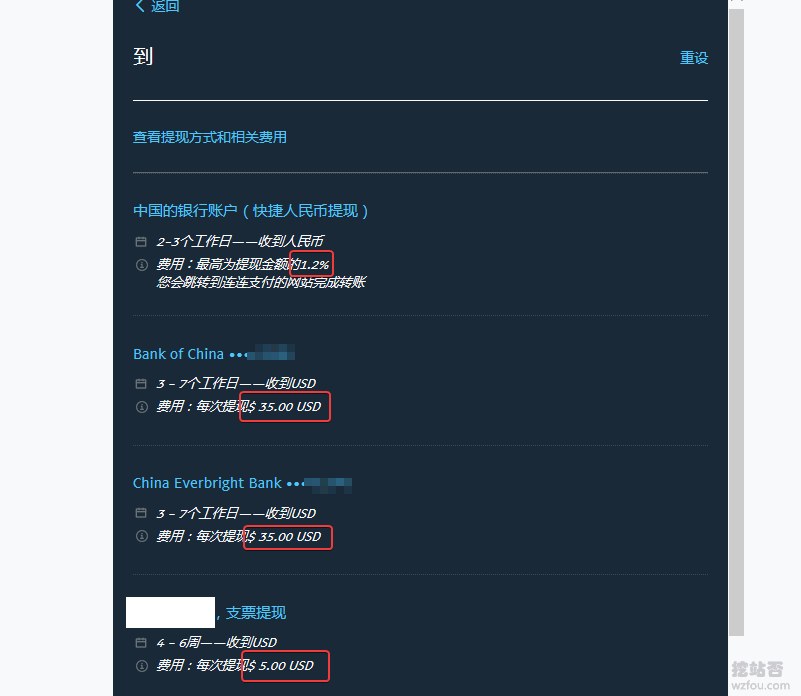 返回
到
重设
查看提现方式和相关费用
中国的银行账户（快捷人民币提现）
2-3个工作日——收到人民币
费用：最高为提现金额的1.2%
您会跳转到连连支付的网站完成转账
Bank of China •••
3 – 7个工作日——收到USD
费用：每次提现$ 35.00 USD
China Everbright Bank •••
3 – 7个工作日——收到USD
费用：每次提现$ 35.00 USD
, 支票提现
4 – 6周——收到USD
费用：每次提现$ 5.00 USD
挖站否
wzfou.com